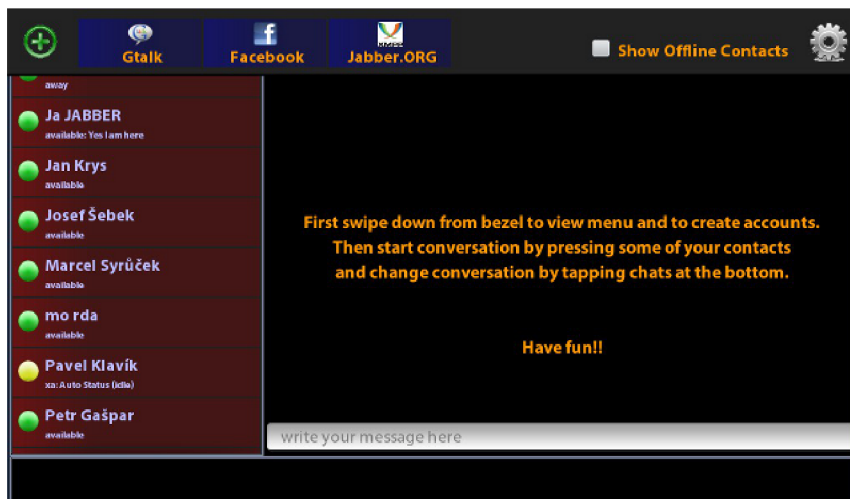 Gtalk
Facebook
Jabber.ORG
Show Offline Contacts
away
Ja JABBER
available: Yes I am here
Jan Krys
available
Josef Šebek
available
Marcel Syrůček
available
mo rda
available
Pavel Klavík
xa: Auto Status (idle)
Petr Gašpar
available
First swipe down from bezel to view menu and to create accounts.
Then start conversation by pressing some of your contacts
and change conversation by tapping chats at the bottom.
Have fun!!
write your message here